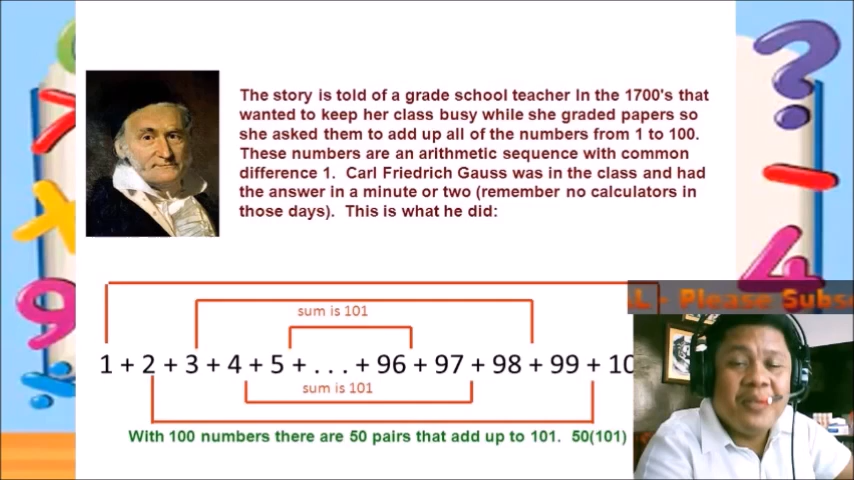 The story is told of a grade school teacher In the 1700's that
wanted to keep her class busy while she graded papers so
she asked them to add up all of the numbers from 1 to 100.
These numbers are an arithmetic sequence with common
difference 1. Carl Friedrich Gauss was in the class and had
the answer in a minute or two (remember no calculators in
those days). This is what he did:
L - Please Subs
sum is 101
1 + 2 + 3 + 4 + 5 + . . . + 96 + 97 + 98 + 99 + 10
sum is 101
With 100 numbers there are 50 pairs that add up to 101. 50(101)
? 7 - + X 4 9 ÷